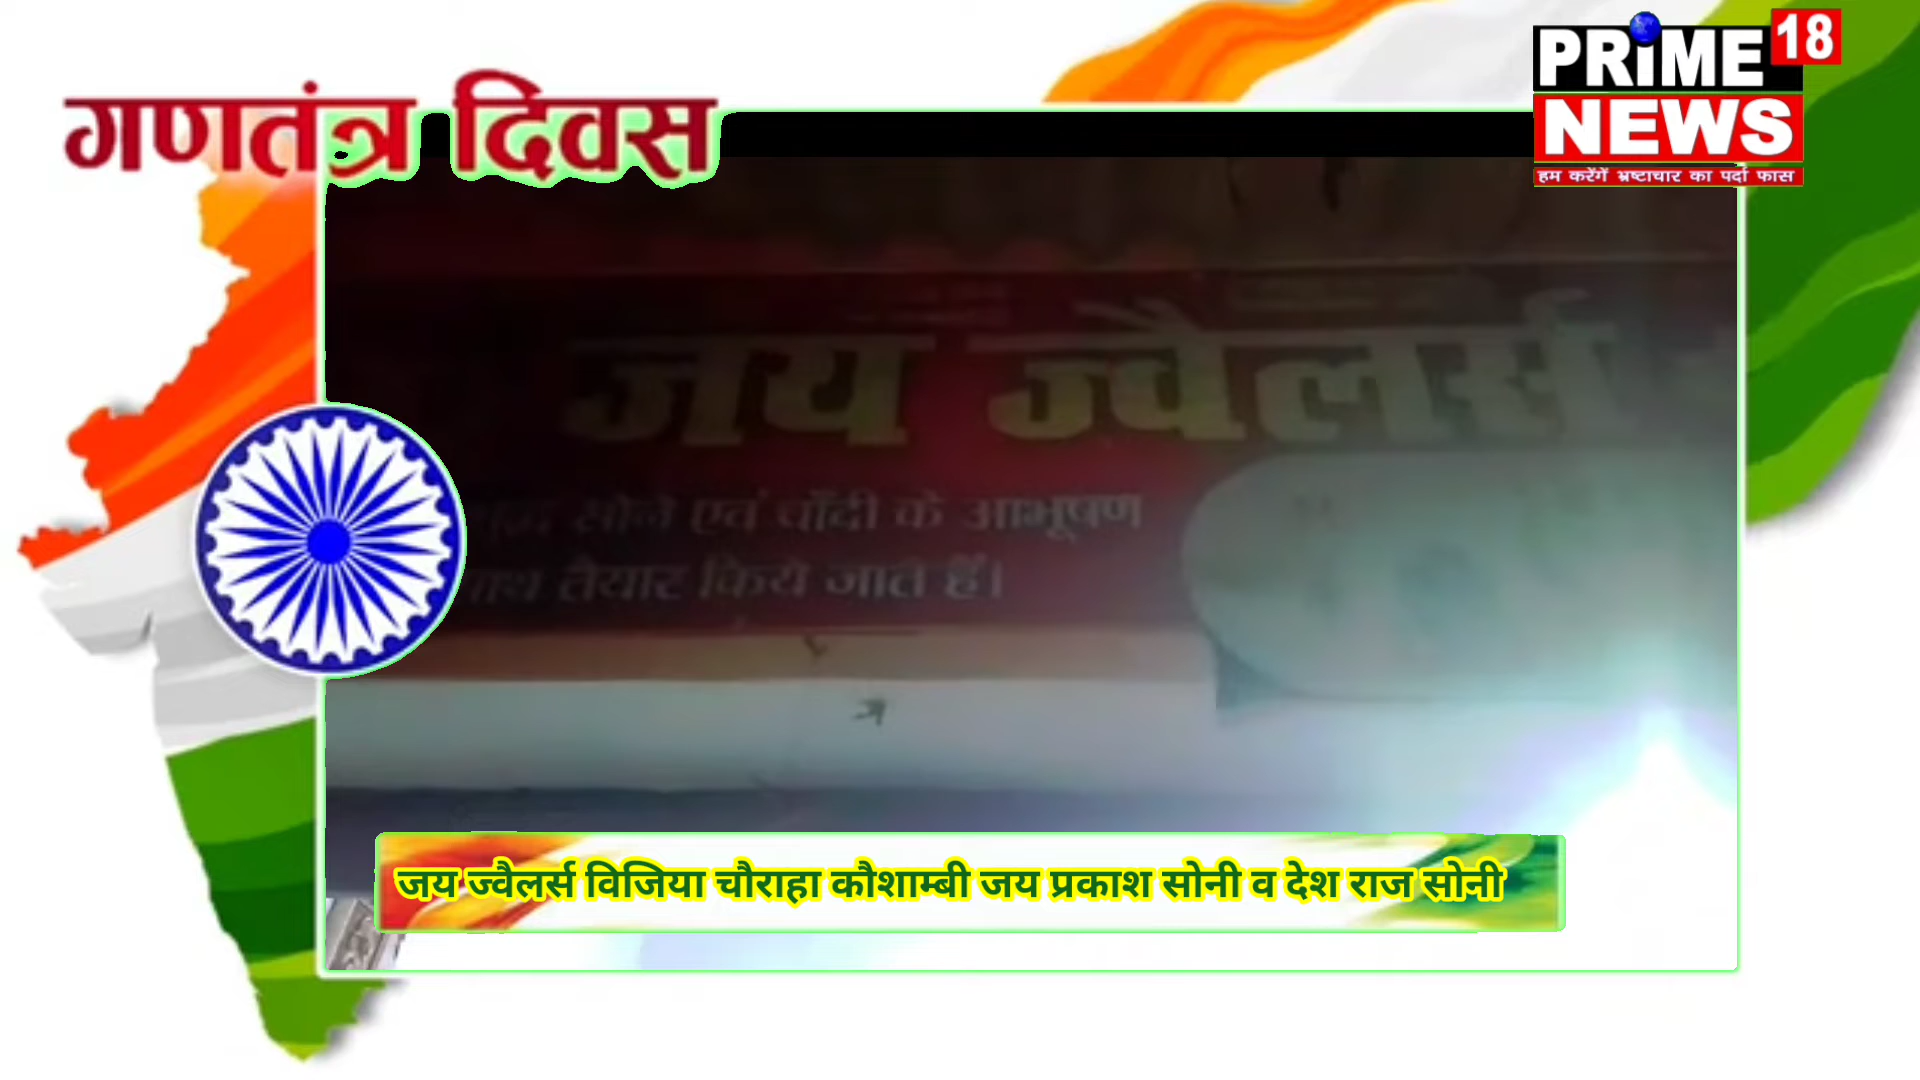 गणतंत्र दिवस
PRiME 18
NEWS
हम करेंगें भ्रष्टाचार का पर्दा फास
जय ज्वैलर्स
सोने एवं चाँदी के आभूषण
तैयार किये जाते हैं।
जय ज्वैलर्स विजिया चौराहा कौशाम्बी जय प्रकाश सोनी व देश राज सोनी